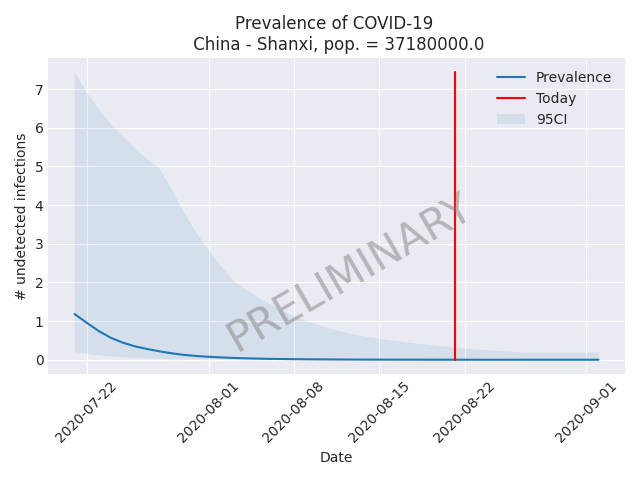 Prevalence of COVID-19
China - Shanxi, pop. = 37180000.0
Prevalence
Today
95CI
PRELIMINARY
# undetected infections
7
6
5
4
3
2
1
0
2020-07-22
2020-08-01
2020-08-08
2020-08-15
2020-08-22
2020-09-01
Date